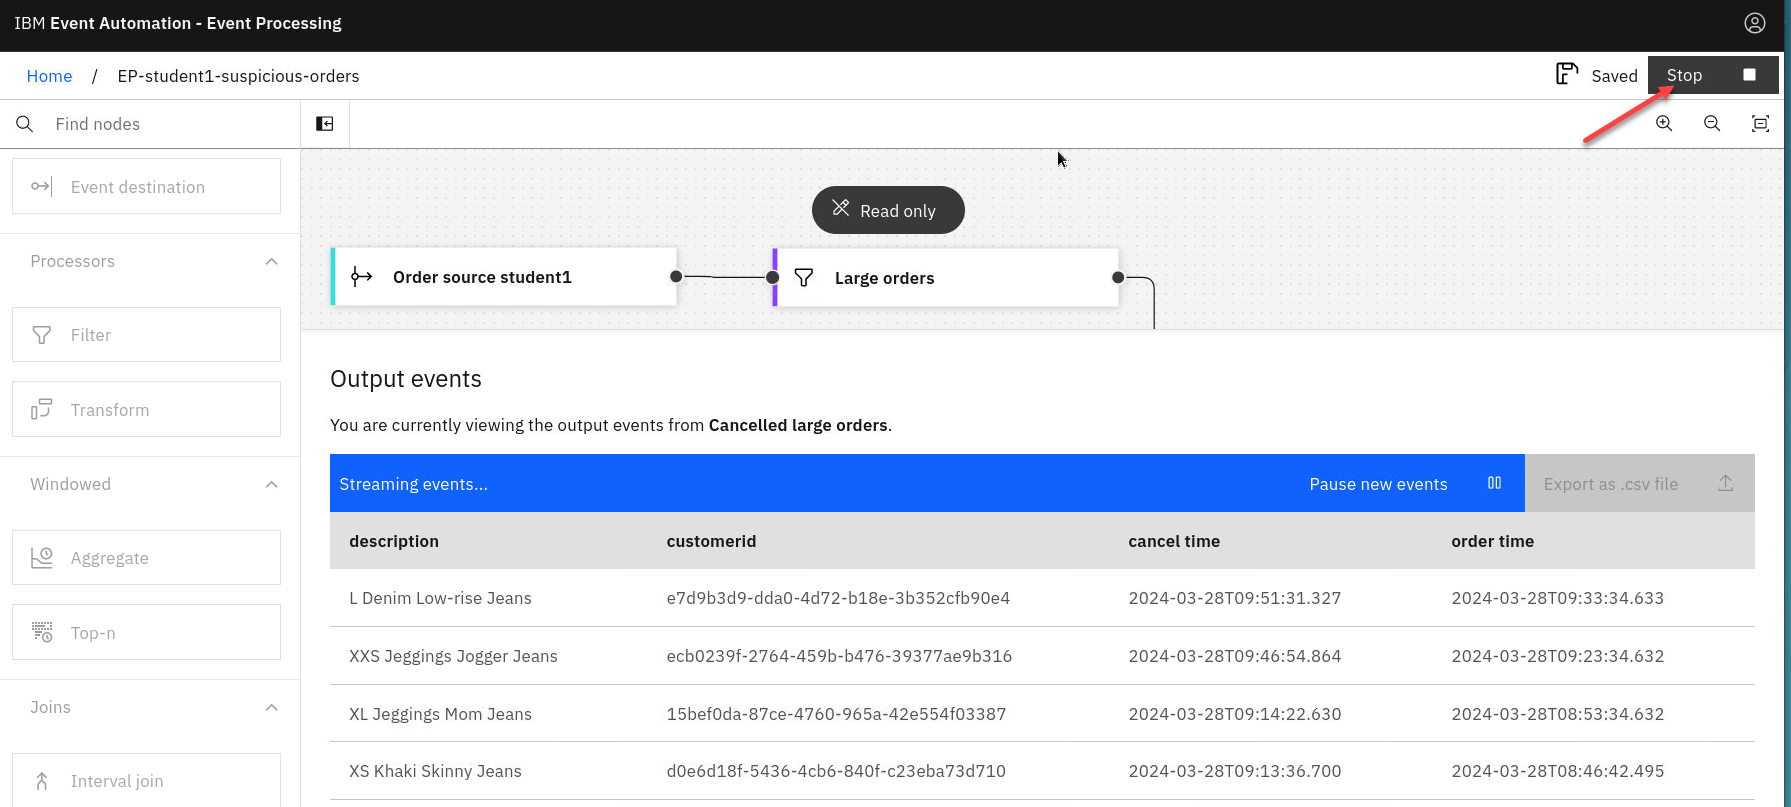 IBM Event Automation - Event Processing
Home / EP-student1-suspicious-orders
Saved
Stop
Find nodes
Event destination
Processors
Filter
Transform
Windowed
Aggregate
Top-n
Joins
Interval join
Read only
Order source student1
Large orders
Output events
You are currently viewing the output events from Cancelled large orders.
Streaming events... Pause new events Export as .csv file
description customerid cancel time order time
L Denim Low-rise Jeans e7d9b3d9-dda0-4d72-b18e-3b352cfb90e4 2024-03-28T09:51:31.327 2024-03-28T09:33:34.633
XXS Jeggings Jogger Jeans ecb0239f-2764-459b-b476-39377ae9b316 2024-03-28T09:46:54.864 2024-03-28T09:23:34.632
XL Jeggings Mom Jeans 15bef0da-87ce-4760-965a-42e554f03387 2024-03-28T09:14:22.630 2024-03-28T08:53:34.632
XS Khaki Skinny Jeans d0e6d18f-5436-4cb6-840f-c23eba73d710 2024-03-28T09:13:36.700 2024-03-28T08:46:42.495